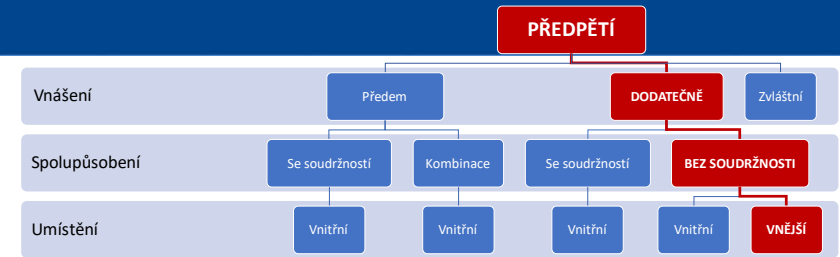 PŘEDPĚTÍ
Vnášení
Předem
DODATEČNĚ
Zvláštní
Spolupůsobení
Se soudržností
Kombinace
Se soudržností
BEZ SOUDRŽNOSTI
Umístění
Vnitřní
Vnitřní
Vnitřní
Vnitřní
VNĚJŠÍ